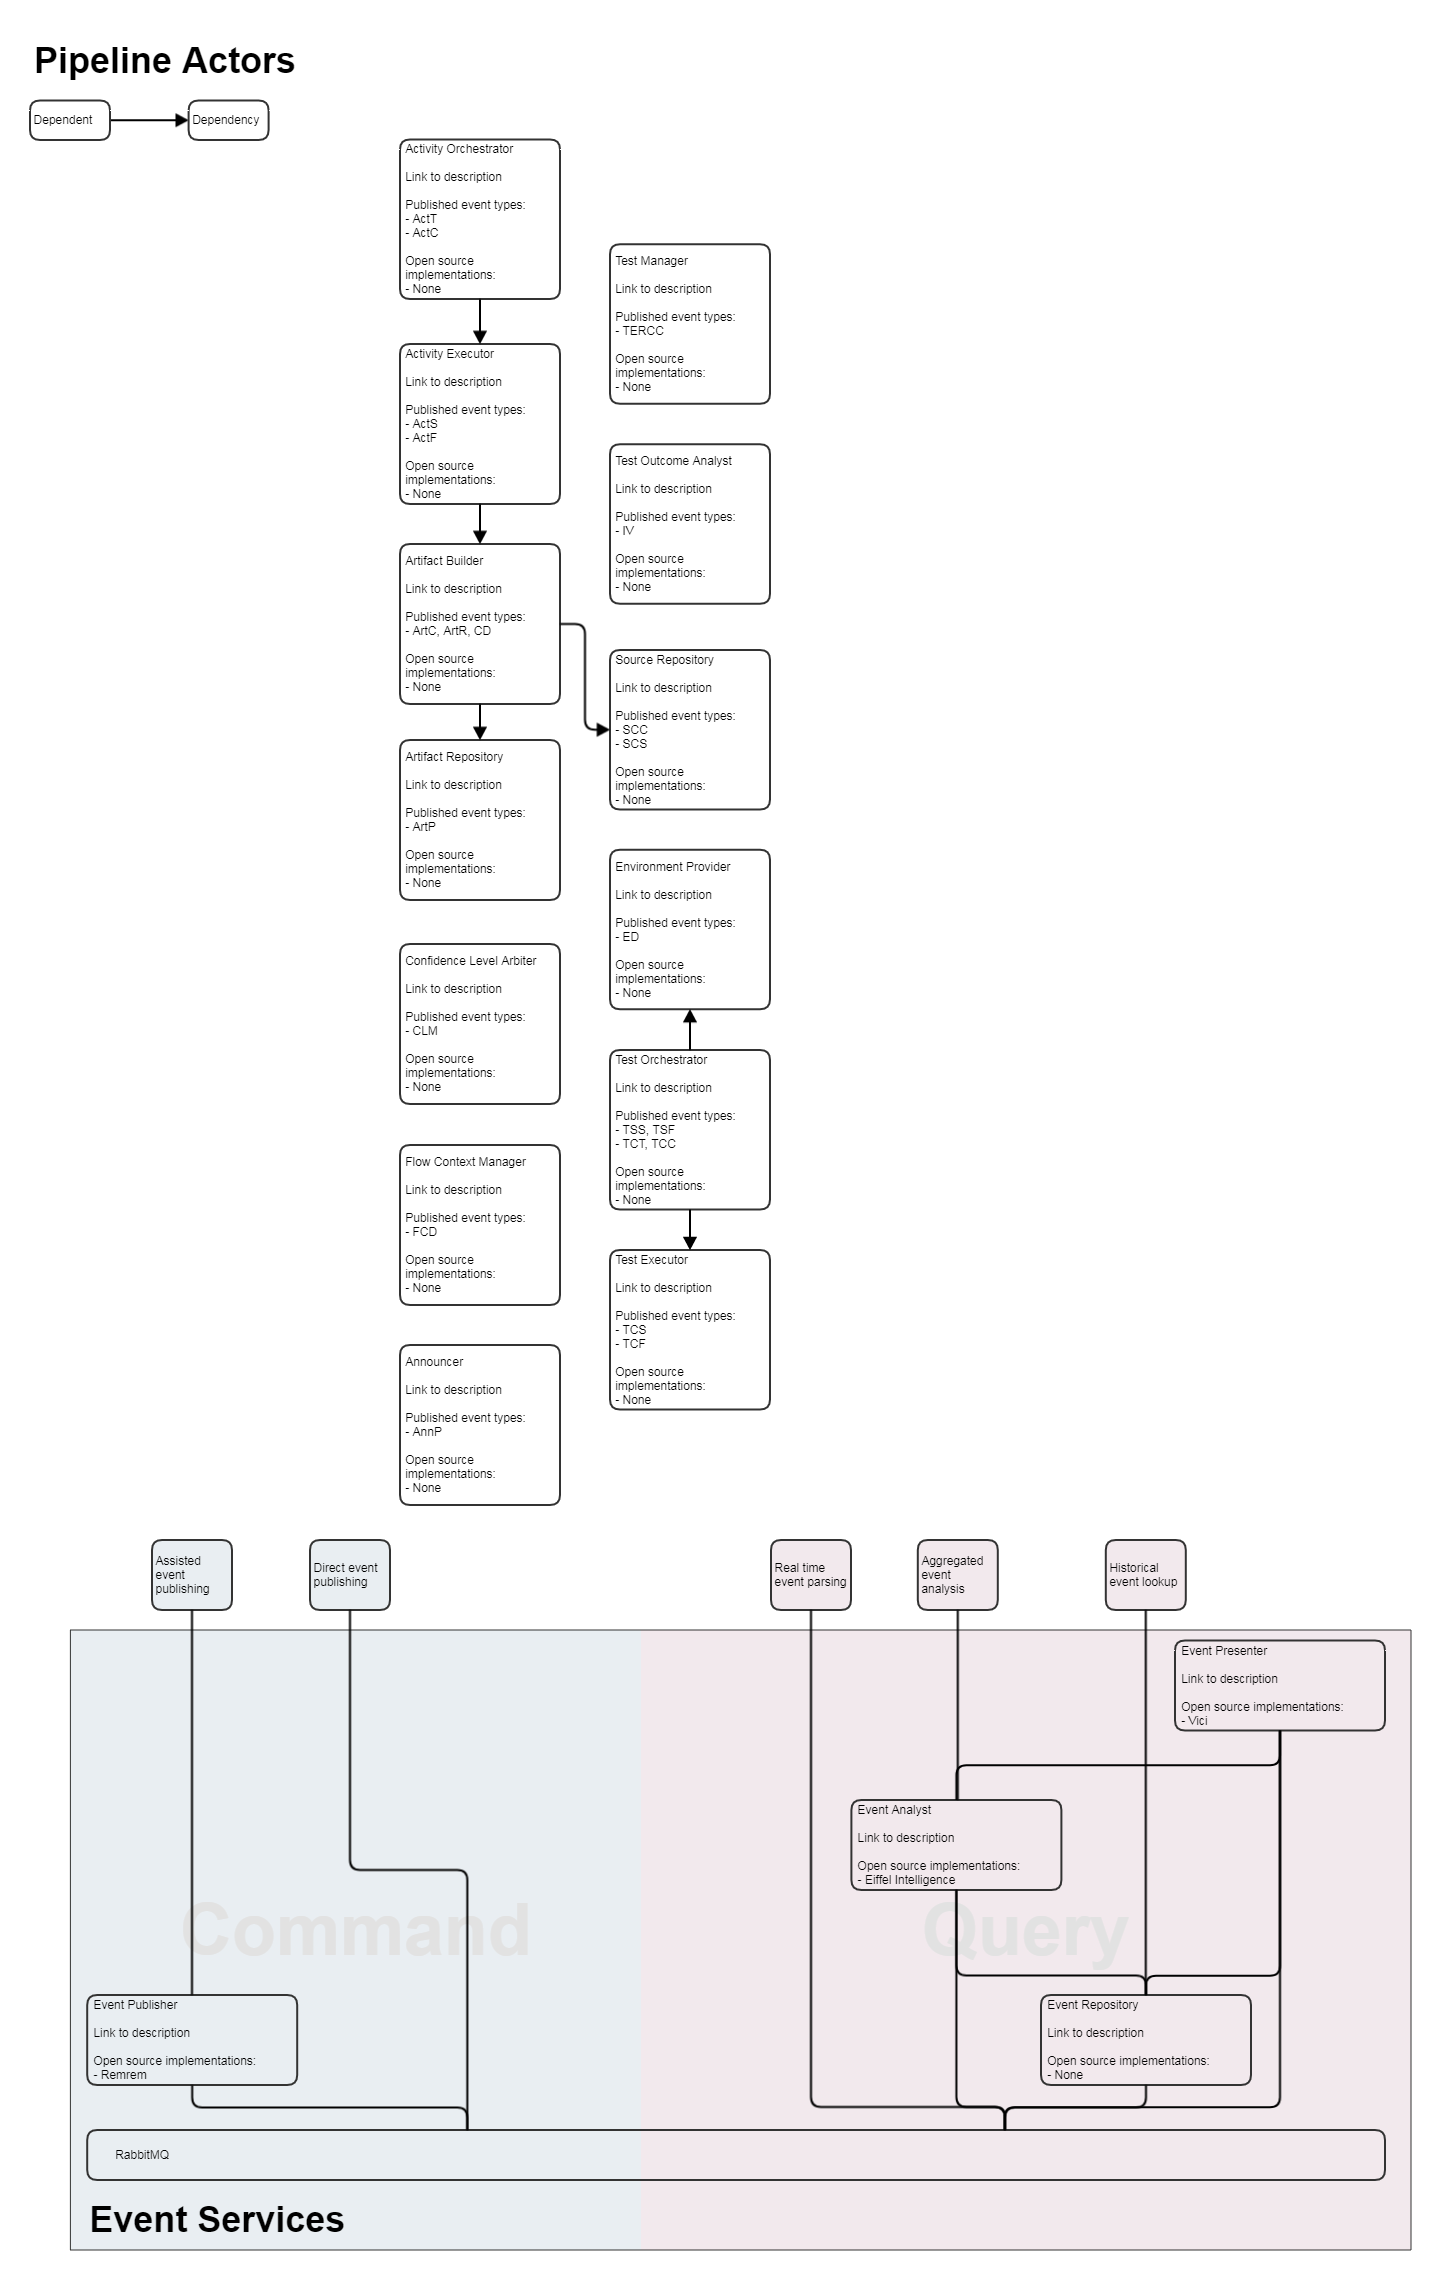 Pipeline Actors
Dependent
Dependency
Activity Orchestrator
Link to description
Published event types:
- ActT
- ActC
Open source
implementations:
- None
Test Manager
Link to description
Published event types:
- TERCC
Open source
implementations:
- None
Activity Executor
Link to description
Published event types:
- ActS
- ActF
Open source
implementations:
- None
Test Outcome Analyst
Link to description
Published event types:
- IV
Open source
implementations:
- None
Artifact Builder
Link to description
Published event types:
- ArtC, ArtR, CD
Open source
implementations:
- None
Source Repository
Link to description
Published event types:
- SCC
- SCS
Open source
implementations:
- None
Artifact Repository
Link to description
Published event types:
- ArtP
Open source
implementations:
- None
Environment Provider
Link to description
Published event types:
- ED
Open source
implementations:
- None
Confidence Level Arbiter
Link to description
Published event types:
- CLM
Open source
implementations:
- None
Test Orchestrator
Link to description
Published event types:
- TSS, TSF
- TCT, TCC
Open source
implementations:
- None
Flow Context Manager
Link to description
Published event types:
- FCD
Open source
implementations:
- None
Test Executor
Link to description
Published event types:
- TCS
- TCF
Open source
implementations:
- None
Announcer
Link to description
Published event types:
- AnnP
Open source
implementations:
- None
Assisted
event
publishing
Direct event
publishing
Real time
event parsing
Aggregated
event
analysis
Historical
event lookup
Event Presenter
Link to description
Open source implementations:
- Vici
Event Analyst
Link to description
Open source implementations:
- Eiffel Intelligence
Command
Query
Event Publisher
Link to description
Open source implementations:
- Remrem
Event Repository
Link to description
Open source implementations:
- None
RabbitMQ
Event Services